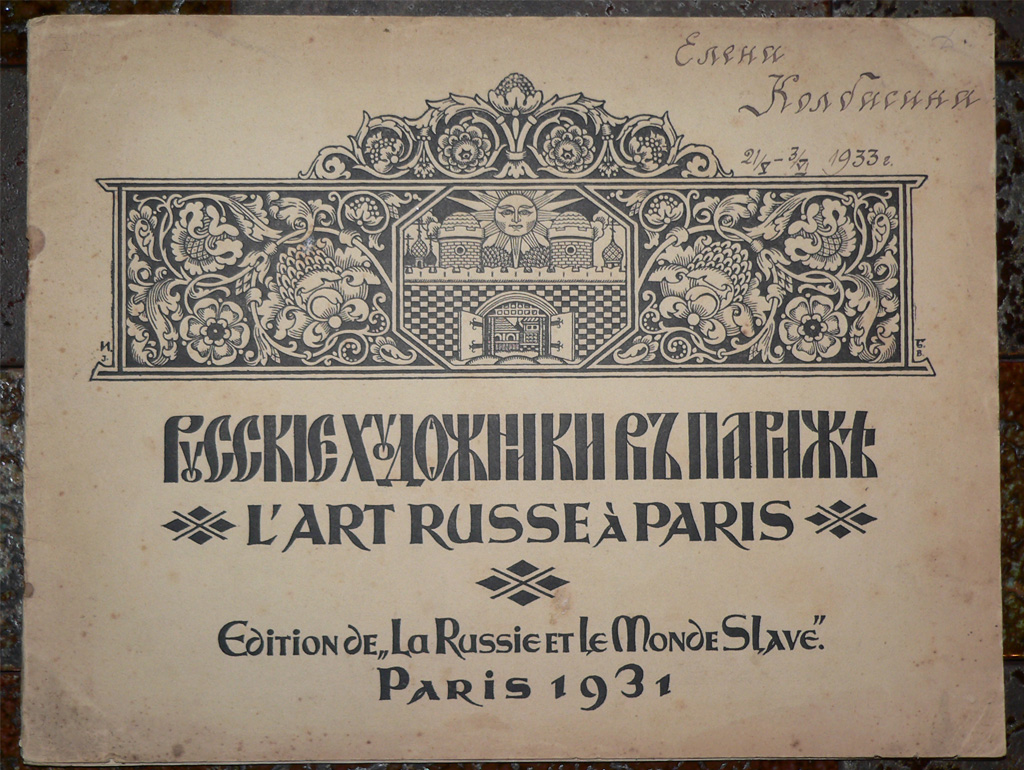 Елена
Колбасина
21/X - 3/XI 1933 г.
И
З
Б
В
РУССКІЕ ХУДОЖНИКИ ВЪ ПАРИЖѢ
L'ART RUSSE à PARIS
Edition de „La Russie et le Monde Slave".
Paris 1931